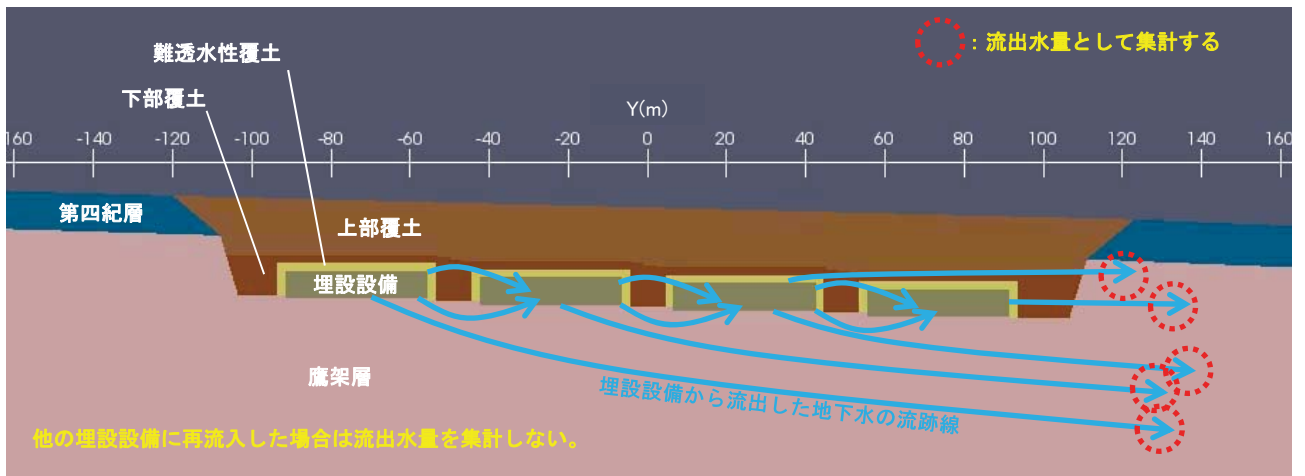 難透水性覆土
：流出水量として集計する
下部覆土
Y(m)
160 -140 -120 -100 -80 -60 -40 -20 0 20 40 60 80 100 120 140 160
第四紀層
上部覆土
埋設設備
鷹架層
埋設設備から流出した地下水の流跡線
他の埋設設備に再流入した場合は流出水量を集計しない。